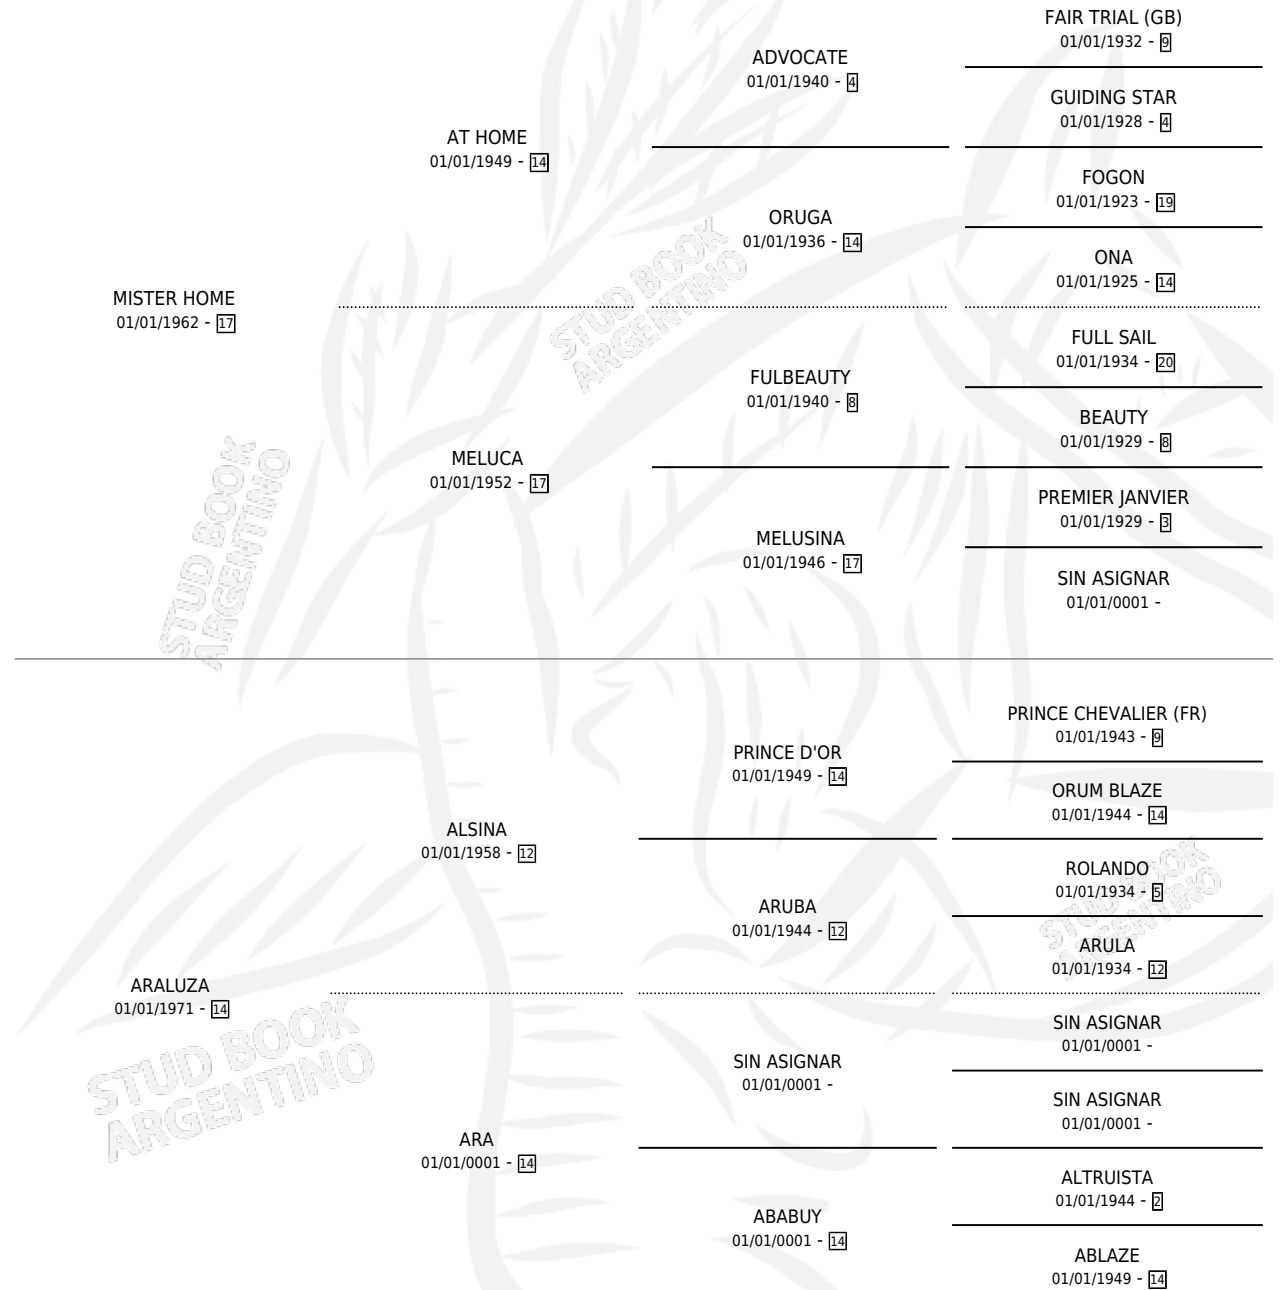 FAIR TRIAL (GB)
01/01/1932 - 9
ADVOCATE
01/01/1940 - 4
GUIDING STAR
01/01/1928 - 4
AT HOME
01/01/1949 - 14
FOGON
01/01/1923 - 19
ORUGA
01/01/1936 - 14
ONA
01/01/1925 - 14
MISTER HOME
01/01/1962 - 17
FULL SAIL
01/01/1934 - 20
FULBEAUTY
01/01/1940 - 8
BEAUTY
01/01/1929 - 8
MELUCA
01/01/1952 - 17
PREMIER JANVIER
01/01/1929 - 3
MELUSINA
01/01/1946 - 17
SIN ASIGNAR
01/01/0001 -
PRINCE CHEVALIER (FR)
01/01/1943 - 9
PRINCE D'OR
01/01/1949 - 14
ORUM BLAZE
01/01/1944 - 14
ALSINA
01/01/1958 - 12
ROLANDO
01/01/1934 - 5
ARUBA
01/01/1944 - 12
ARULA
01/01/1934 - 12
ARALUZA
01/01/1971 - 14
SIN ASIGNAR
01/01/0001 -
SIN ASIGNAR
01/01/0001 -
SIN ASIGNAR
01/01/0001 -
ARA
01/01/0001 - 14
ALTRUISTA
01/01/1944 - 2
ABABUY
01/01/0001 - 14
ABLAZE
01/01/1949 - 14
STUD BOOK
ARGENTINO
STUD BOOK
ARGENTINO
STUD BOOK
ARGENTINO
STUD BOOK
ARGENTINO